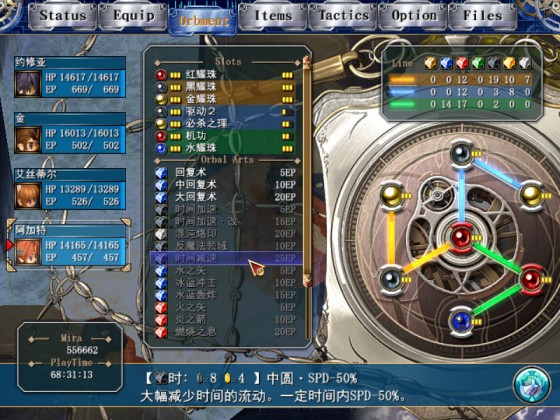 Status Equip Orbment Items Tactics Option Files
约修亚
HP 14617/14617
EP 669/ 669
金
HP 16013/16013
EP 502/ 502
艾丝蒂尔
HP 13289/13289
EP 526/ 526
阿加特
HP 14165/14165
EP 457/ 457
Mira
556662
PlayTime
68:31:13
Slots
红耀珠
黑耀珠
金耀珠
驱动2
必杀之理
机功
水耀珠
Orbal Arts
回复术 5EP
中回复术 10EP
大回复术 20EP
时间加速 5EP
时间加速・改 15EP
混沌烙印 20EP
反魔法领域 10EP
时间减速 25EP
水之矢 5EP
冰蓝冲击 10EP
水蓝轰炸 15EP
火之矢 5EP
火之箭 10EP
燃烧之息 20EP
Line
0 0 12 0 19 10 7
0 0 12 0 3 8 0
0 14 17 0 2 0 0
【时: 0 8 0 4 】中圆・SPD-50%
大幅减少时间的流动。一定时间内SPD-50%。